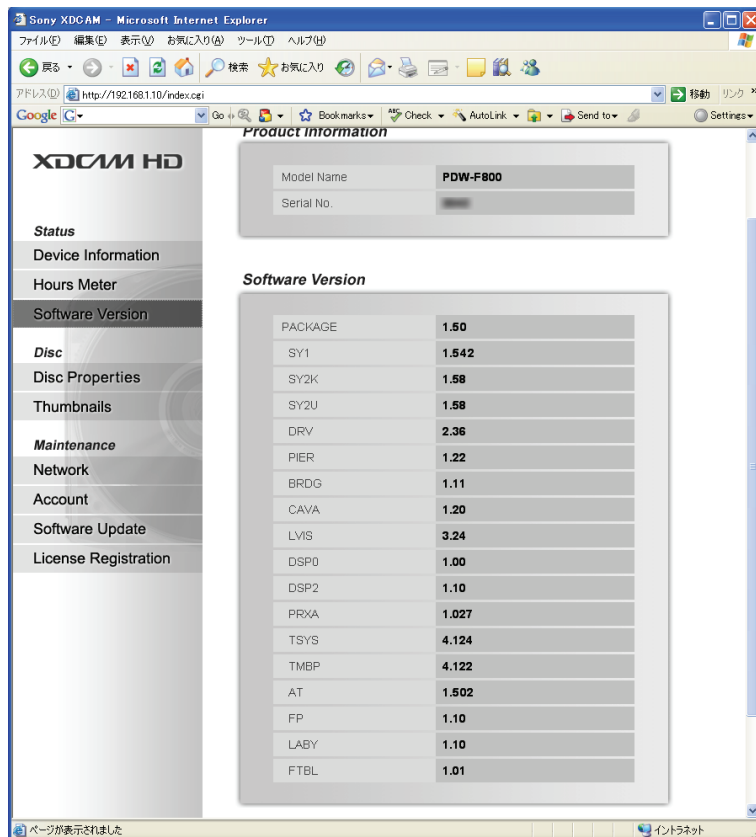 Sony XDCAM - Microsoft Internet Explorer
ファイル(F) 編集(E) 表示(V) お気に入り(A) ツール(T) ヘルプ(H)
戻る 検索 お気に入り
アドレス(D) http://192.168.1.10/index.cgi 移動 リンク »
Google G Go Bookmarks ABC Check AutoLink Send to Settings
XDCAM HD
Status
Device Information
Hours Meter
Software Version
Disc
Disc Properties
Thumbnails
Maintenance
Network
Account
Software Update
License Registration
Product Information
Model Name PDW-F800
Serial No.
Software Version
PACKAGE 1.50
SY1 1.542
SY2K 1.58
SY2U 1.58
DRV 2.36
PIER 1.22
BRDG 1.11
CAVA 1.20
LVIS 3.24
DSP0 1.00
DSP2 1.10
PRXA 1.027
TSYS 4.124
TMBP 4.122
AT 1.502
FP 1.10
LABY 1.10
FTBL 1.01
ページが表示されました イントラネット